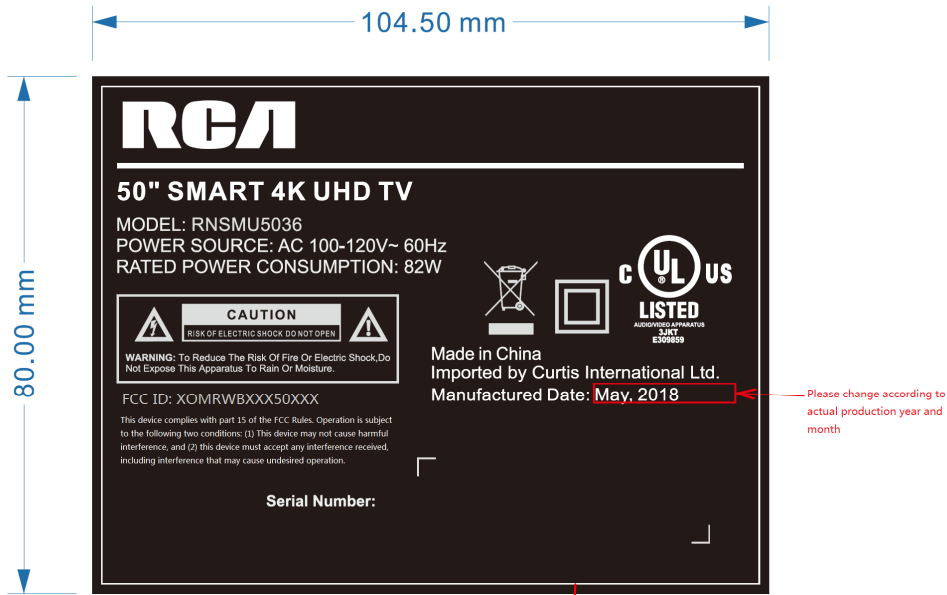 104.50 mm
80.00 mm
RCA
50" SMART 4K UHD TV
MODEL: RNSMU5036
POWER SOURCE: AC 100-120V~ 60Hz
RATED POWER CONSUMPTION: 82W
CAUTION
RISK OF ELECTRIC SHOCK DO NOT OPEN
WARNING: To Reduce The Risk Of Fire Or Electric Shock,Do
Not Expose This Apparatus To Rain Or Moisture.
FCC ID: XOMRWBXXX50XXX
This device complies with part 15 of the FCC Rules. Operation is subject
to the following two conditions: (1) This device may not cause harmful
interference, and (2) this device must accept any interference received,
including interference that may cause undesired operation.
Serial Number:
C UL ® US
LISTED
AUDIO/VIDEO APPARATUS
3JKT
E309859
Made in China
Imported by Curtis International Ltd.
Manufactured Date: May, 2018
Please change according to
actual production year and
month